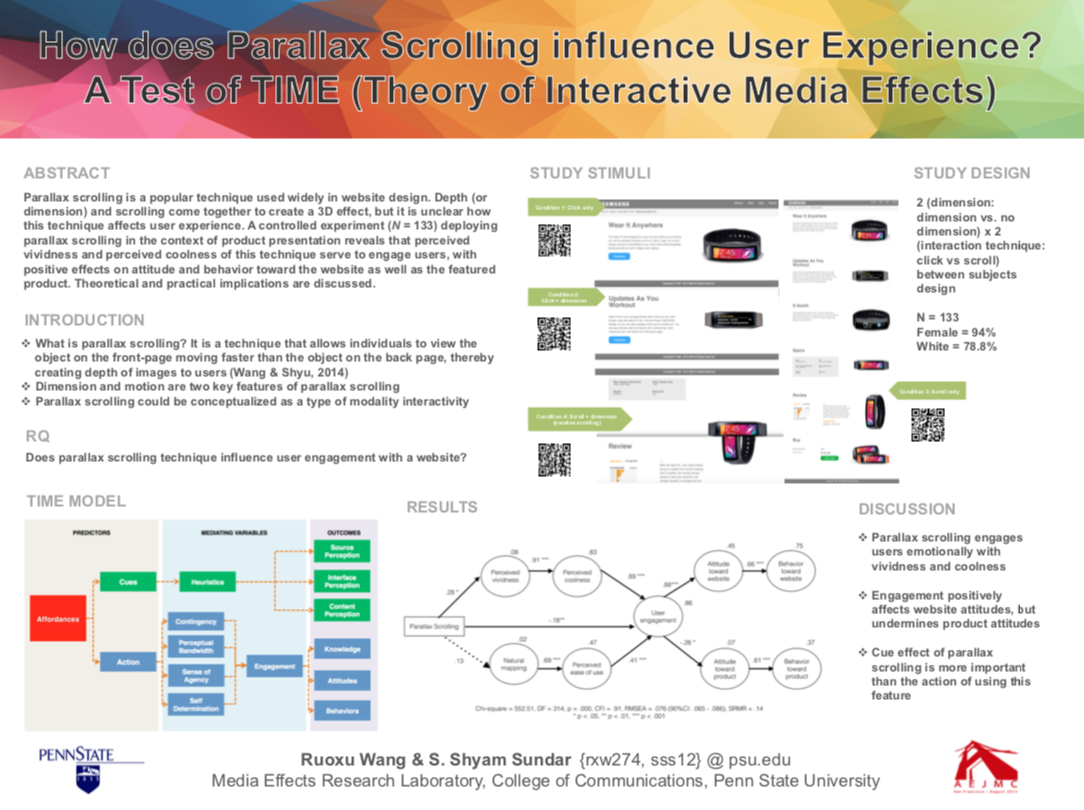 How does Parallax Scrolling influence User Experience?
A Test of TIME (Theory of Interactive Media Effects)
ABSTRACT
Parallax scrolling is a popular technique used widely in website design. Depth (or
dimension) and scrolling come together to create a 3D effect, but it is unclear how
this technique affects user experience. A controlled experiment (N = 133) deploying
parallax scrolling in the context of product presentation reveals that perceived
vividness and perceived coolness of this technique serve to engage users, with
positive effects on attitude and behavior toward the website as well as the featured
product. Theoretical and practical implications are discussed.
INTRODUCTION
❖ What is parallax scrolling? It is a technique that allows individuals to view the
object on the front-page moving faster than the object on the back page, thereby
creating depth of images to users (Wang & Shyu, 2014)
❖ Dimension and motion are two key features of parallax scrolling
❖ Parallax scrolling could be conceptualized as a type of modality interactivity
RQ
Does parallax scrolling technique influence user engagement with a website?
STUDY STIMULI
Condition 1: Click only
SAMSUNG
Wear It Anywhere
Condition 2:
Click + dimension
Updates As You
Workout
Condition 4: Scroll + dimension
(parallax scrolling)
Review
Wear It Anywhere
Updates As You
Workout
S Health
Space
Review
Buy
Condition 3: Scroll only
STUDY DESIGN
2 (dimension:
dimension vs. no
dimension) x 2
(interaction technique:
click vs scroll)
between subjects
design
N = 133
Female = 94%
White = 78.8%
TIME MODEL
PREDICTORS
MEDIATING VARIABLES
OUTCOMES
Affordances
Cues
Heuristics
Source
Perception
Interface
Perception
Content
Perception
Action
Contingency
Perceptual
Bandwidth
Sense of
Agency
Self
Determination
Engagement
Knowledge
Attitudes
Behaviors
RESULTS
Parallax Scrolling
.26 *
.08
Perceived
vividness
.91 ***
.83
Perceived
coolness
.89 ***
-.18**
.13
.02
Natural
mapping
.69 ***
.47
Perceived
ease of use
.41 ***
User
engagement
.86
.45
Attitude
toward
website
.86 ***
.75
Behavior
toward
website
-.26 *
.07
Attitude
toward
product
.61 ***
.37
Behavior
toward
product
Chi-square = 552.51, DF = 314, p = .000, CFI = .91, RMSEA = .076 (90%CI: .065 - .086), SRMR = .14
* p < .05, ** p < .01, *** p < .001
DISCUSSION
❖ Parallax scrolling engages
users emotionally with
vividness and coolness
❖ Engagement positively
affects website attitudes, but
undermines product attitudes
❖ Cue effect of parallax
scrolling is more important
than the action of using this
feature
PENNSTATE
1855
Ruoxu Wang & S. Shyam Sundar {rxw274, sss12} @ psu.edu
Media Effects Research Laboratory, College of Communications, Penn State University
AEJMC